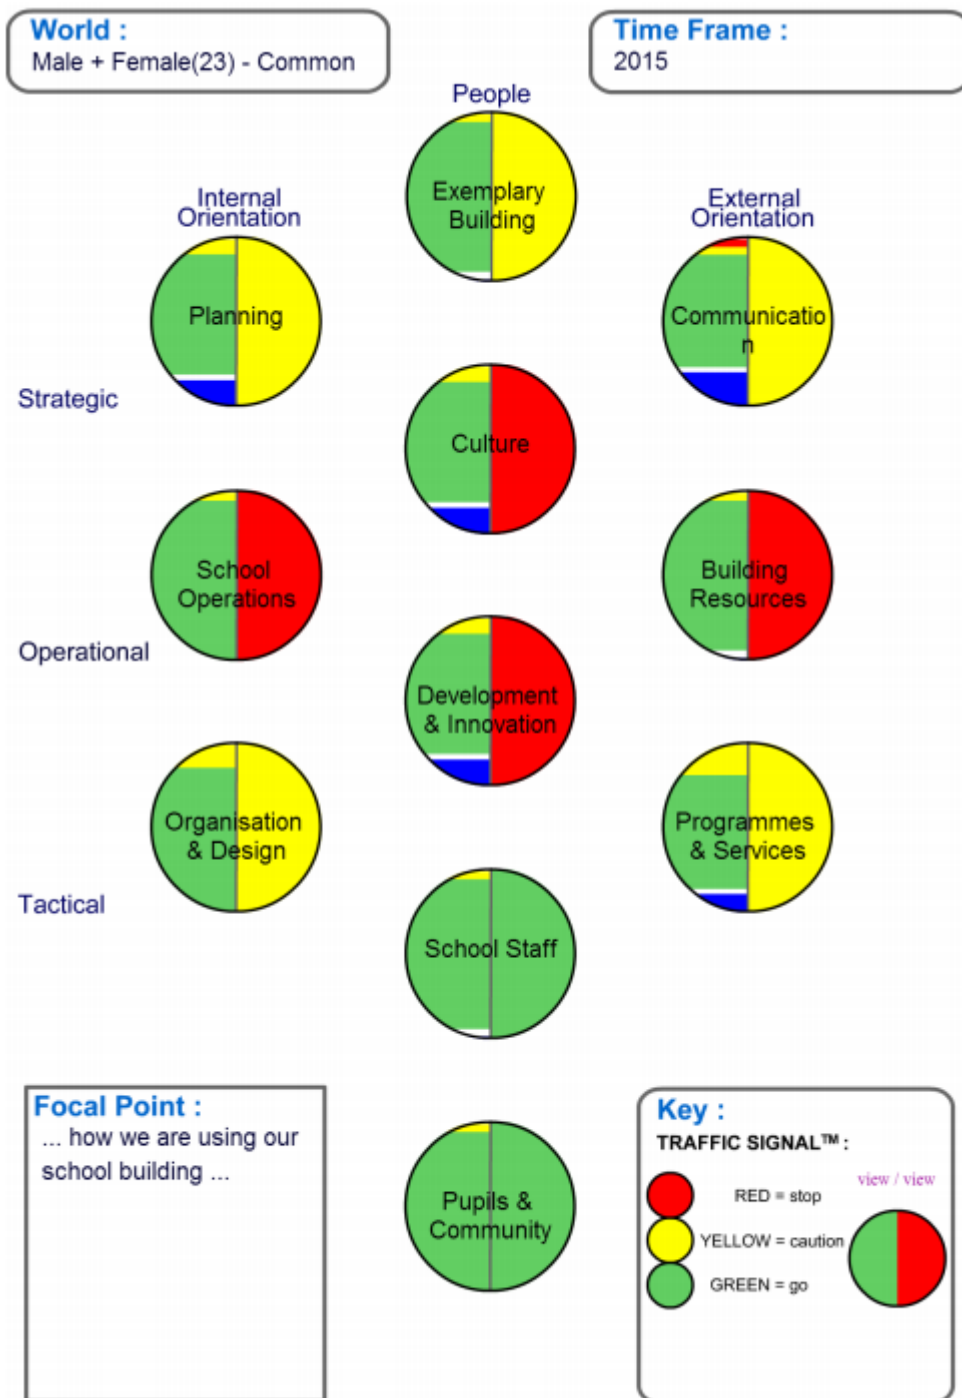 World :
Male + Female(23) - Common
Time Frame :
2015
People
Exemplary
Building
Internal
Orientation
External
Orientation
Planning
Communicatio
n
Strategic
Culture
School
Operations
Building
Resources
Operational
Development
& Innovation
Organisation
& Design
Programmes
& Services
Tactical
School Staff
Focal Point :
... how we are using our
school building ...
Pupils &
Community
Key :
TRAFFIC SIGNAL™ :
view / view
RED = stop
YELLOW = caution
GREEN = go